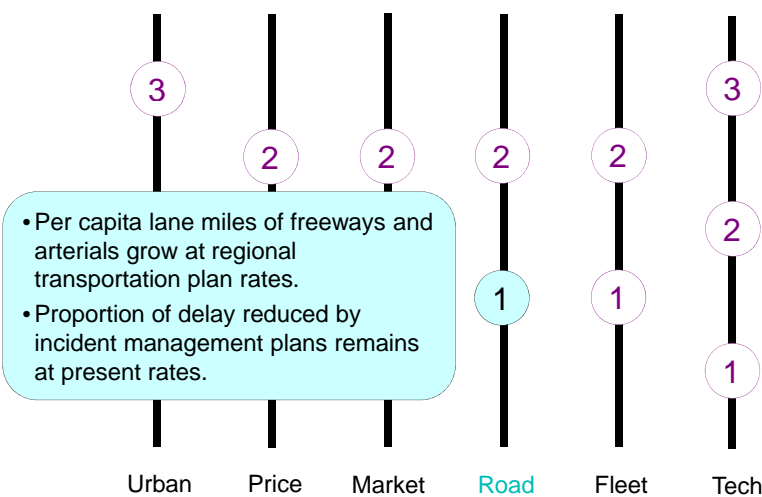 3
3
2
2
2
2
• Per capita lane miles of freeways and
arterials grow at regional
transportation plan rates.
• Proportion of delay reduced by
incident management plans remains
at present rates.
2
1
1
1
Urban
Price
Market
Road
Fleet
Tech